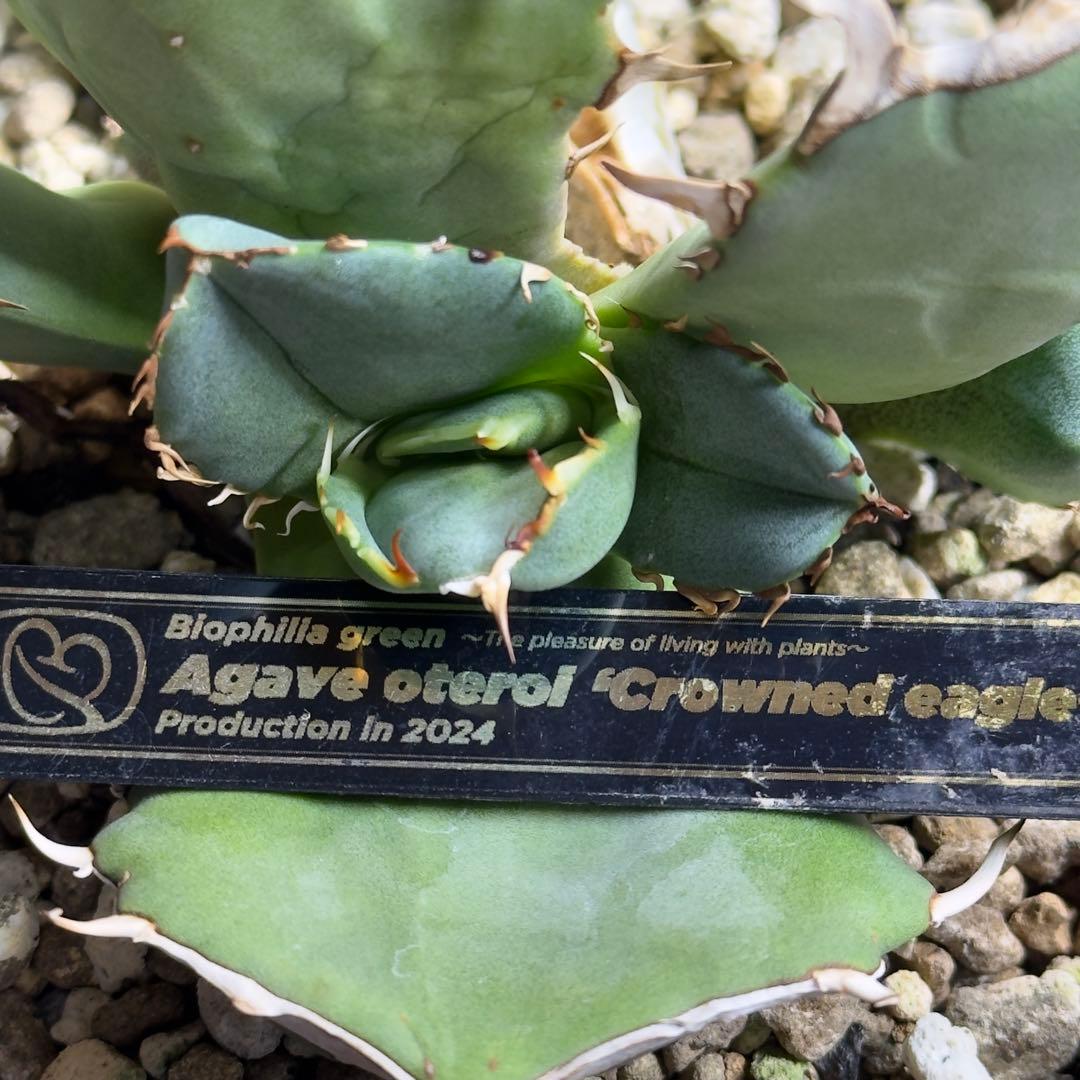 Biophilia green ~The pleasure of living with plants~
Agave oteroi ‘Crowned eagle
Production in 2024